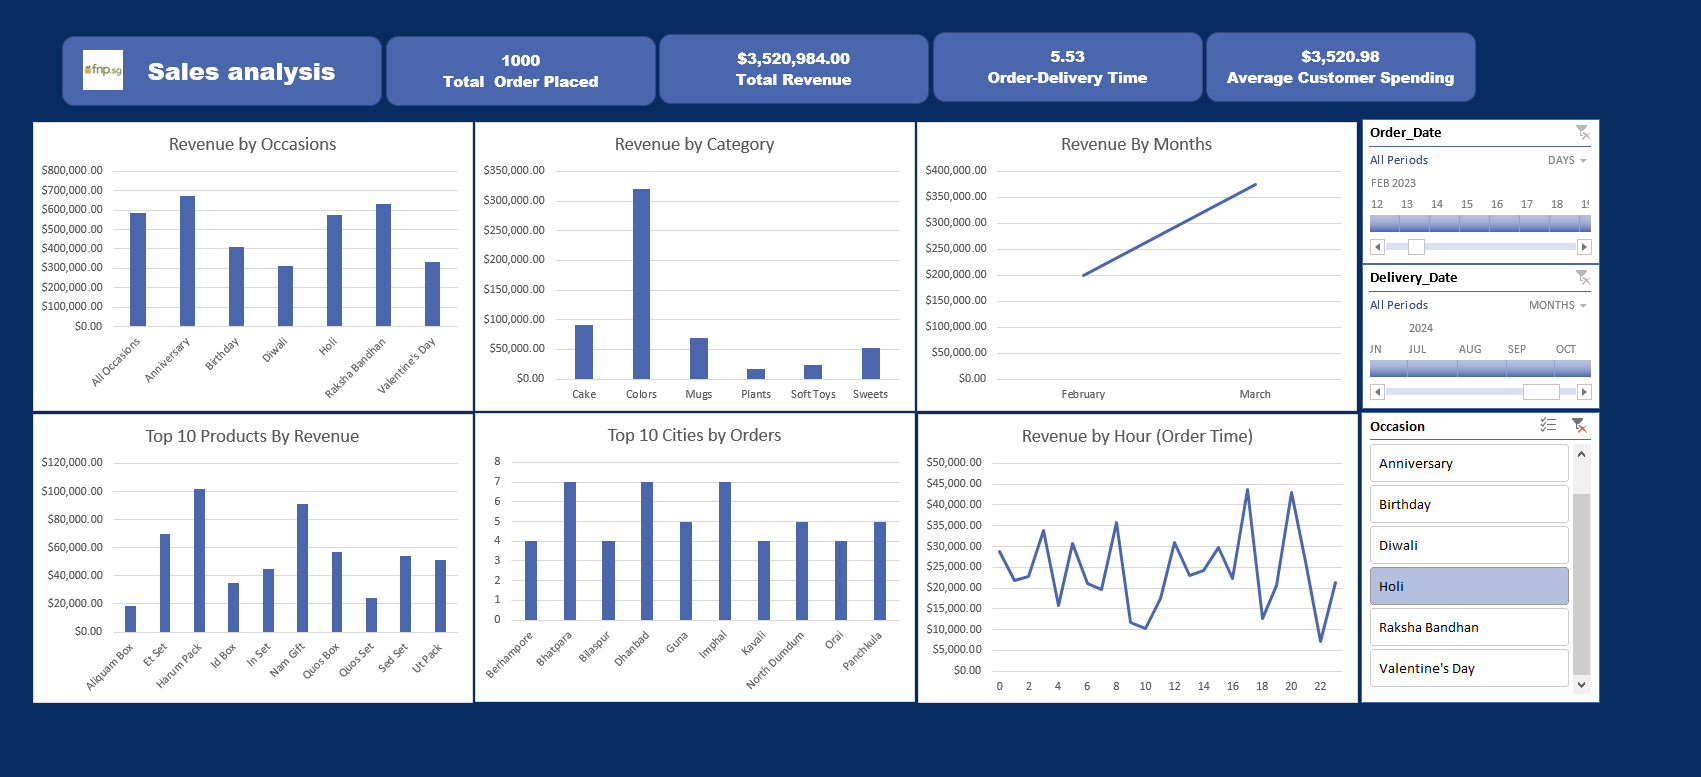 fnp.sg
Sales analysis
1000
Total Order Placed
$3,520,984.00
Total Revenue
5.53
Order-Delivery Time
$3,520.98
Average Customer Spending
Revenue by Occasions
$800,000.00
$700,000.00
$600,000.00
$500,000.00
$400,000.00
$300,000.00
$200,000.00
$100,000.00
$0.00
All Occasions
Anniversary
Birthday
Diwali
Holi
Raksha Bandhan
Valentine's Day
Revenue by Category
$350,000.00
$300,000.00
$250,000.00
$200,000.00
$150,000.00
$100,000.00
$50,000.00
$0.00
Cake Colors Mugs Plants Soft Toys Sweets
Revenue By Months
$400,000.00
$350,000.00
$300,000.00
$250,000.00
$200,000.00
$150,000.00
$100,000.00
$50,000.00
$0.00
February March
Order_Date
All Periods DAYS
FEB 2023
12 13 14 15 16 17 18 19
Delivery_Date
All Periods MONTHS
2024
JN JUL AUG SEP OCT
Top 10 Products By Revenue
$120,000.00
$100,000.00
$80,000.00
$60,000.00
$40,000.00
$20,000.00
$0.00
Aliquam Box
Et Set
Harum Pack
Id Box
In Set
Nam Gift
Quos Box
Quos Set
Sed Set
Ut Pack
Top 10 Cities by Orders
8
7
6
5
4
3
2
1
0
Berhampore
Bhatpara
Bilaspur
Dhanbad
Guna
Imphal
Kavali
North Dumdum
Orai
Panchkula
Revenue by Hour (Order Time)
$50,000.00
$45,000.00
$40,000.00
$35,000.00
$30,000.00
$25,000.00
$20,000.00
$15,000.00
$10,000.00
$5,000.00
$0.00
0 2 4 6 8 10 12 14 16 18 20 22
Occasion
Anniversary
Birthday
Diwali
Holi
Raksha Bandhan
Valentine's Day